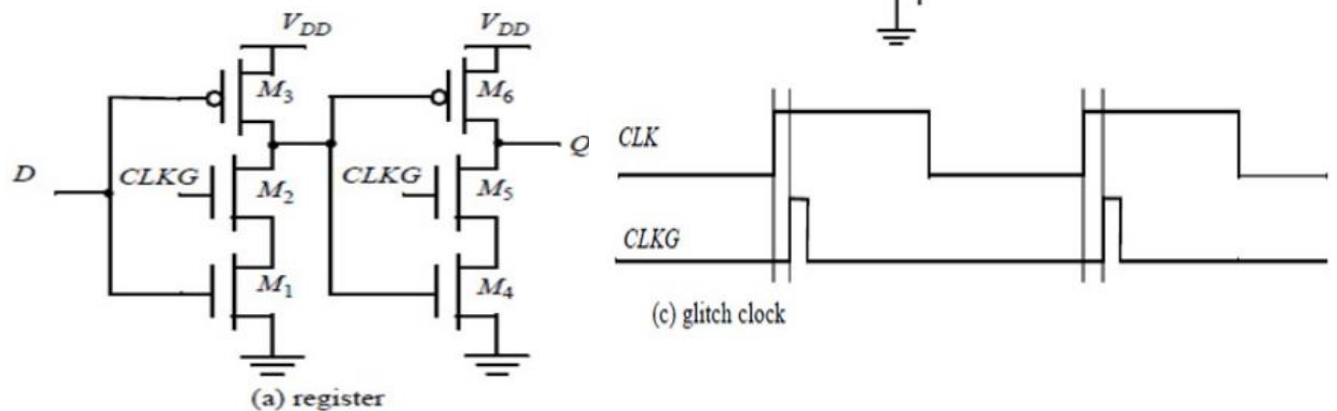 V_DD V_DD
M_3 M_6
D CLKG M_2 CLKG M_5 Q
M_1 M_4
(a) register
CLK
CLKG
(c) glitch clock